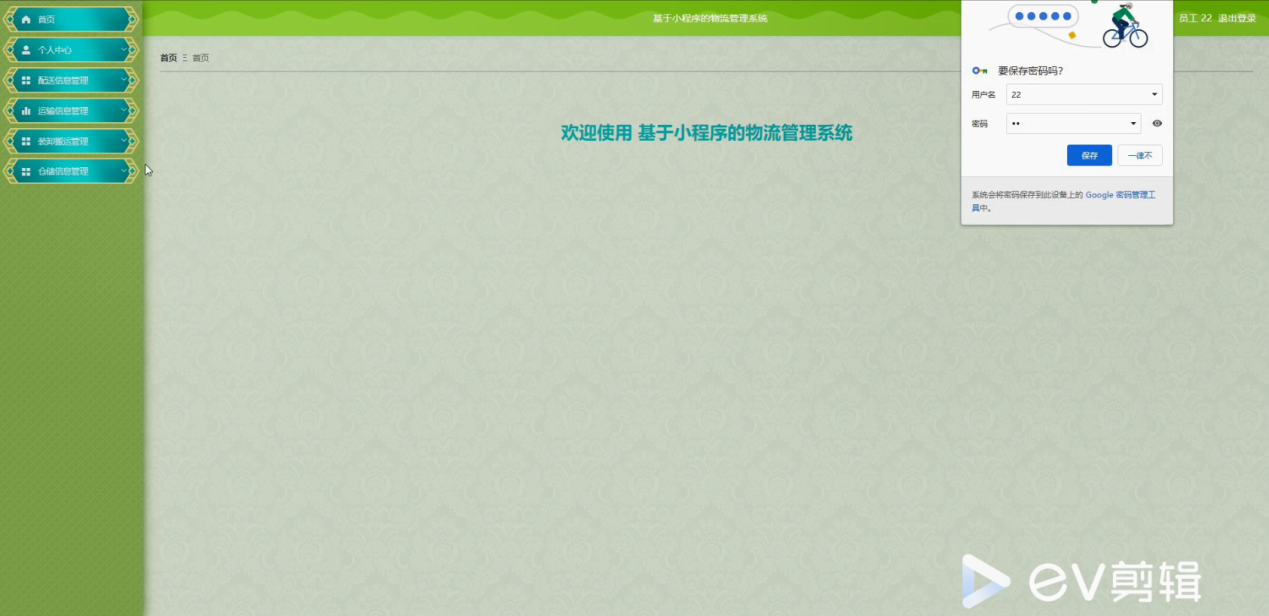 首页
个人中心
配送信息管理
运输信息管理
装卸搬运管理
仓储信息管理
基于小程序的物流管理系统
员工 22 退出登录
首页 Ξ 首页
欢迎使用 基于小程序的物流管理系统
要保存密码吗?
用户名 22
密码 ••
保存 一律不
系统会将密码保存到此设备上的 Google 密码管理工
具中。
EV剪辑